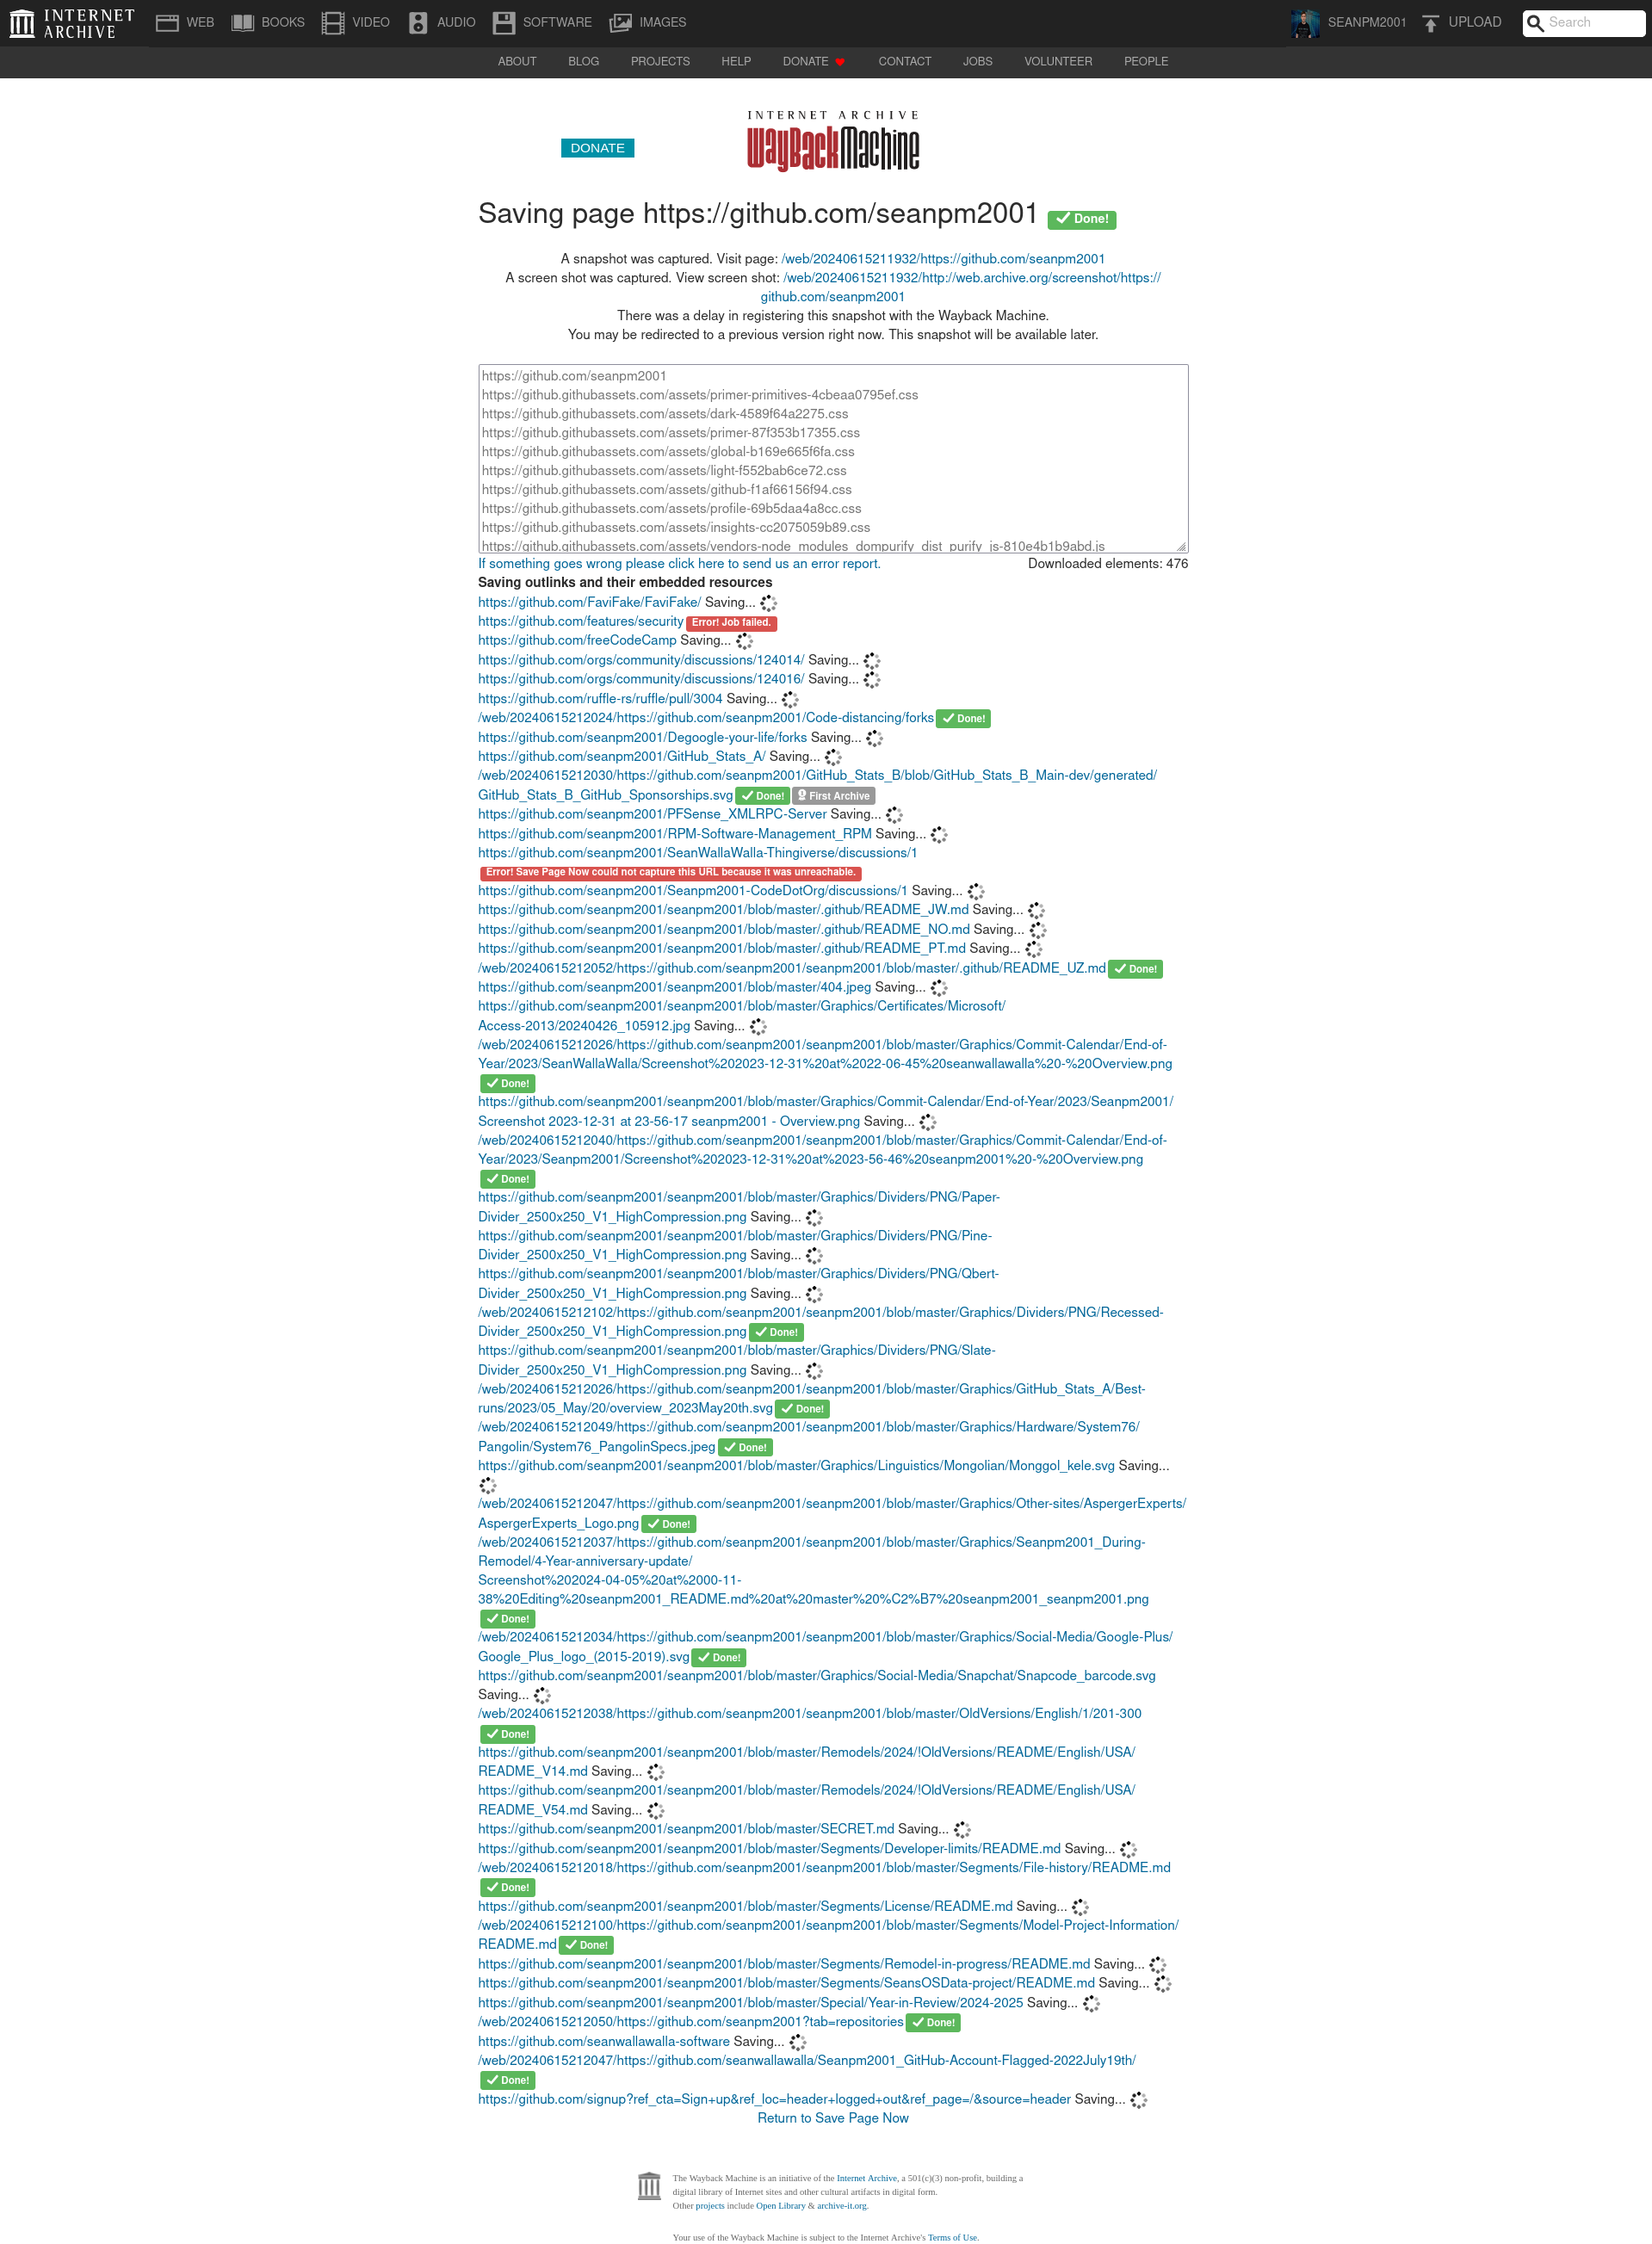 INTERNET ARCHIVE WEB BOOKS VIDEO AUDIO SOFTWARE IMAGES SEANPM2001 UPLOAD Search
ABOUT BLOG PROJECTS HELP DONATE CONTACT JOBS VOLUNTEER PEOPLE
INTERNET ARCHIVE
DONATE WayBackMachine
Saving page https://github.com/seanpm2001 Done!
A snapshot was captured. Visit page: /web/20240615211932/https://github.com/seanpm2001
A screen shot was captured. View screen shot: /web/20240615211932/http://web.archive.org/screenshot/https://
github.com/seanpm2001
There was a delay in registering this snapshot with the Wayback Machine.
You may be redirected to a previous version right now. This snapshot will be available later.
https://github.com/seanpm2001
https://github.githubassets.com/assets/primer-primitives-4cbeaa0795ef.css
https://github.githubassets.com/assets/dark-4589f64a2275.css
https://github.githubassets.com/assets/primer-87f353b17355.css
https://github.githubassets.com/assets/global-b169e665f6fa.css
https://github.githubassets.com/assets/light-f552bab6ce72.css
https://github.githubassets.com/assets/github-f1af66156f94.css
https://github.githubassets.com/assets/profile-69b5daa4a8cc.css
https://github.githubassets.com/assets/insights-cc2075059b89.css
https://github.githubassets.com/assets/vendors-node_modules_dompurify_dist_purify_js-810e4b1b9abd.js
If something goes wrong please click here to send us an error report. Downloaded elements: 476
Saving outlinks and their embedded resources
https://github.com/FaviFake/FaviFake/ Saving...
https://github.com/features/security Error! Job failed.
https://github.com/freeCodeCamp Saving...
https://github.com/orgs/community/discussions/124014/ Saving...
https://github.com/orgs/community/discussions/124016/ Saving...
https://github.com/ruffle-rs/ruffle/pull/3004 Saving...
/web/20240615212024/https://github.com/seanpm2001/Code-distancing/forks Done!
https://github.com/seanpm2001/Degoogle-your-life/forks Saving...
https://github.com/seanpm2001/GitHub_Stats_A/ Saving...
/web/20240615212030/https://github.com/seanpm2001/GitHub_Stats_B/blob/GitHub_Stats_B_Main-dev/generated/
GitHub_Stats_B_GitHub_Sponsorships.svg Done! First Archive
https://github.com/seanpm2001/PFSense_XMLRPC-Server Saving...
https://github.com/seanpm2001/RPM-Software-Management_RPM Saving...
https://github.com/seanpm2001/SeanWallaWalla-Thingiverse/discussions/1
Error! Save Page Now could not capture this URL because it was unreachable.
https://github.com/seanpm2001/Seanpm2001-CodeDotOrg/discussions/1 Saving...
https://github.com/seanpm2001/seanpm2001/blob/master/.github/README_JW.md Saving...
https://github.com/seanpm2001/seanpm2001/blob/master/.github/README_NO.md Saving...
https://github.com/seanpm2001/seanpm2001/blob/master/.github/README_PT.md Saving...
/web/20240615212052/https://github.com/seanpm2001/seanpm2001/blob/master/.github/README_UZ.md Done!
https://github.com/seanpm2001/seanpm2001/blob/master/404.jpeg Saving...
https://github.com/seanpm2001/seanpm2001/blob/master/Graphics/Certificates/Microsoft/
Access-2013/20240426_105912.jpg Saving...
/web/20240615212026/https://github.com/seanpm2001/seanpm2001/blob/master/Graphics/Commit-Calendar/End-of-
Year/2023/SeanWallaWalla/Screenshot%202023-12-31%20at%2022-06-45%20seanwallawalla%20-%20Overview.png
Done!
https://github.com/seanpm2001/seanpm2001/blob/master/Graphics/Commit-Calendar/End-of-Year/2023/Seanpm2001/
Screenshot 2023-12-31 at 23-56-17 seanpm2001 - Overview.png Saving...
/web/20240615212040/https://github.com/seanpm2001/seanpm2001/blob/master/Graphics/Commit-Calendar/End-of-
Year/2023/Seanpm2001/Screenshot%202023-12-31%20at%2023-56-46%20seanpm2001%20-%20Overview.png
Done!
https://github.com/seanpm2001/seanpm2001/blob/master/Graphics/Dividers/PNG/Paper-
Divider_2500x250_V1_HighCompression.png Saving...
https://github.com/seanpm2001/seanpm2001/blob/master/Graphics/Dividers/PNG/Pine-
Divider_2500x250_V1_HighCompression.png Saving...
https://github.com/seanpm2001/seanpm2001/blob/master/Graphics/Dividers/PNG/Qbert-
Divider_2500x250_V1_HighCompression.png Saving...
/web/20240615212102/https://github.com/seanpm2001/seanpm2001/blob/master/Graphics/Dividers/PNG/Recessed-
Divider_2500x250_V1_HighCompression.png Done!
https://github.com/seanpm2001/seanpm2001/blob/master/Graphics/Dividers/PNG/Slate-
Divider_2500x250_V1_HighCompression.png Saving...
/web/20240615212026/https://github.com/seanpm2001/seanpm2001/blob/master/Graphics/GitHub_Stats_A/Best-
runs/2023/05_May/20/overview_2023May20th.svg Done!
/web/20240615212049/https://github.com/seanpm2001/seanpm2001/blob/master/Graphics/Hardware/System76/
Pangolin/System76_PangolinSpecs.jpeg Done!
https://github.com/seanpm2001/seanpm2001/blob/master/Graphics/Linguistics/Mongolian/Monggol_kele.svg Saving...
/web/20240615212047/https://github.com/seanpm2001/seanpm2001/blob/master/Graphics/Other-sites/AspergerExperts/
AspergerExperts_Logo.png Done!
/web/20240615212037/https://github.com/seanpm2001/seanpm2001/blob/master/Graphics/Seanpm2001_During-
Remodel/4-Year-anniversary-update/
Screenshot%202024-04-05%20at%2000-11-
38%20Editing%20seanpm2001_README.md%20at%20master%20%C2%B7%20seanpm2001_seanpm2001.png
Done!
/web/20240615212034/https://github.com/seanpm2001/seanpm2001/blob/master/Graphics/Social-Media/Google-Plus/
Google_Plus_logo_(2015-2019).svg Done!
https://github.com/seanpm2001/seanpm2001/blob/master/Graphics/Social-Media/Snapchat/Snapcode_barcode.svg
Saving...
/web/20240615212038/https://github.com/seanpm2001/seanpm2001/blob/master/OldVersions/English/1/201-300
Done!
https://github.com/seanpm2001/seanpm2001/blob/master/Remodels/2024/!OldVersions/README/English/USA/
README_V14.md Saving...
https://github.com/seanpm2001/seanpm2001/blob/master/Remodels/2024/!OldVersions/README/English/USA/
README_V54.md Saving...
https://github.com/seanpm2001/seanpm2001/blob/master/SECRET.md Saving...
https://github.com/seanpm2001/seanpm2001/blob/master/Segments/Developer-limits/README.md Saving...
/web/20240615212018/https://github.com/seanpm2001/seanpm2001/blob/master/Segments/File-history/README.md
Done!
https://github.com/seanpm2001/seanpm2001/blob/master/Segments/License/README.md Saving...
/web/20240615212100/https://github.com/seanpm2001/seanpm2001/blob/master/Segments/Model-Project-Information/
README.md Done!
https://github.com/seanpm2001/seanpm2001/blob/master/Segments/Remodel-in-progress/README.md Saving...
https://github.com/seanpm2001/seanpm2001/blob/master/Segments/SeansOSData-project/README.md Saving...
https://github.com/seanpm2001/seanpm2001/blob/master/Special/Year-in-Review/2024-2025 Saving...
/web/20240615212050/https://github.com/seanpm2001?tab=repositories Done!
https://github.com/seanwallawalla-software Saving...
/web/20240615212047/https://github.com/seanwallawalla/Seanpm2001_GitHub-Account-Flagged-2022July19th/
Done!
https://github.com/signup?ref_cta=Sign+up&ref_loc=header+logged+out&ref_page=/&source=header Saving...
Return to Save Page Now
The Wayback Machine is an initiative of the Internet Archive, a 501(c)(3) non-profit, building a
digital library of Internet sites and other cultural artifacts in digital form.
Other projects include Open Library & archive-it.org.
Your use of the Wayback Machine is subject to the Internet Archive's Terms of Use.